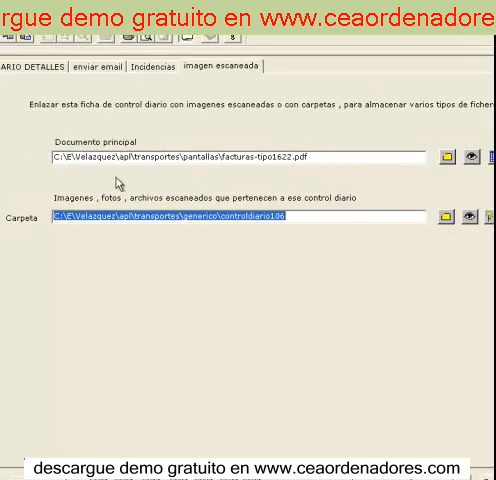 rgue demo gratuito en www.ceaordenadore
ARIO DETALLES enviar email Incidencias imagen escaneada
Enlazar esta ficha de control diario con imagenes escaneadas o con carpetas , para almacenar varios tipos de ficher
Documento principal
C:\E\Velazquez\apl\transportes\pantallas\facturas-tipo1622.pdf
Imagenes , fotos , archivos escaneados que pertenecen a ese control diario
Carpeta C:\E\Velazquez\apl\transportes\generico\controldiario106
descargue demo gratuito en www.ceaordenadores.com